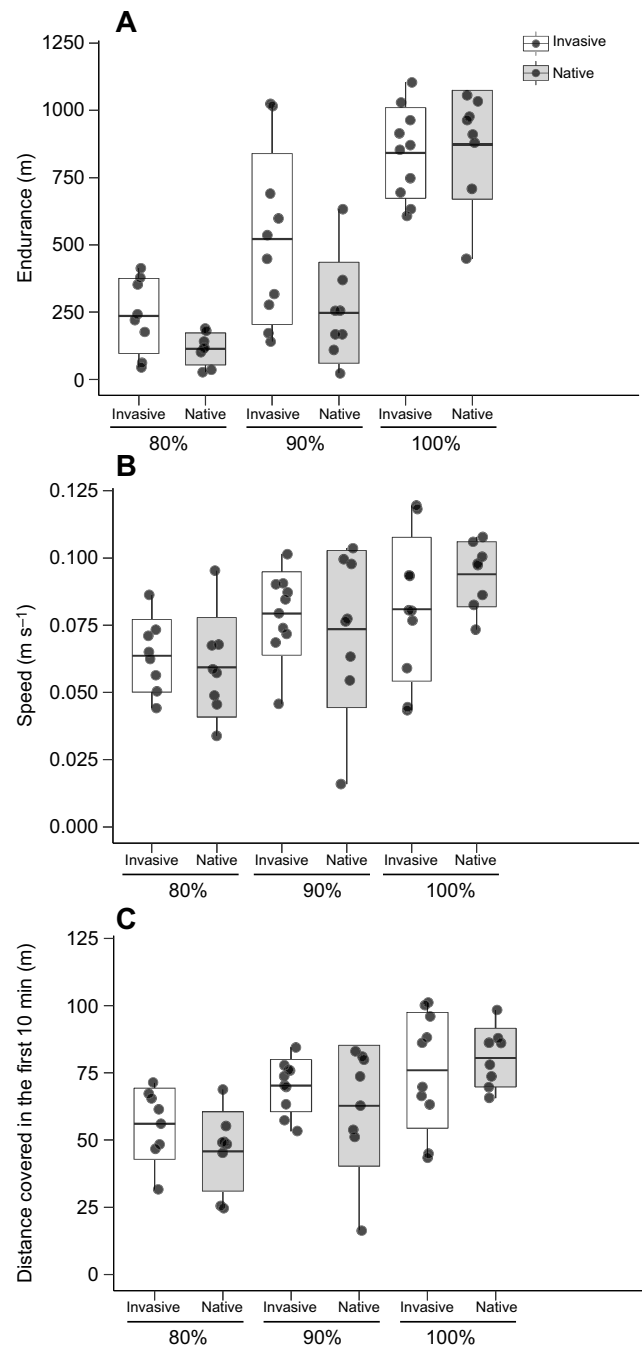 A
Invasive
Native
Endurance (m)
1250
1000
750
500
250
0
Invasive Native Invasive Native Invasive Native
80% 90% 100%
B
Speed (m s–1)
0.125
0.100
0.075
0.050
0.025
0.000
Invasive Native Invasive Native Invasive Native
80% 90% 100%
C
Distance covered in the first 10 min (m)
125
100
75
50
25
0
Invasive Native Invasive Native Invasive Native
80% 90% 100%